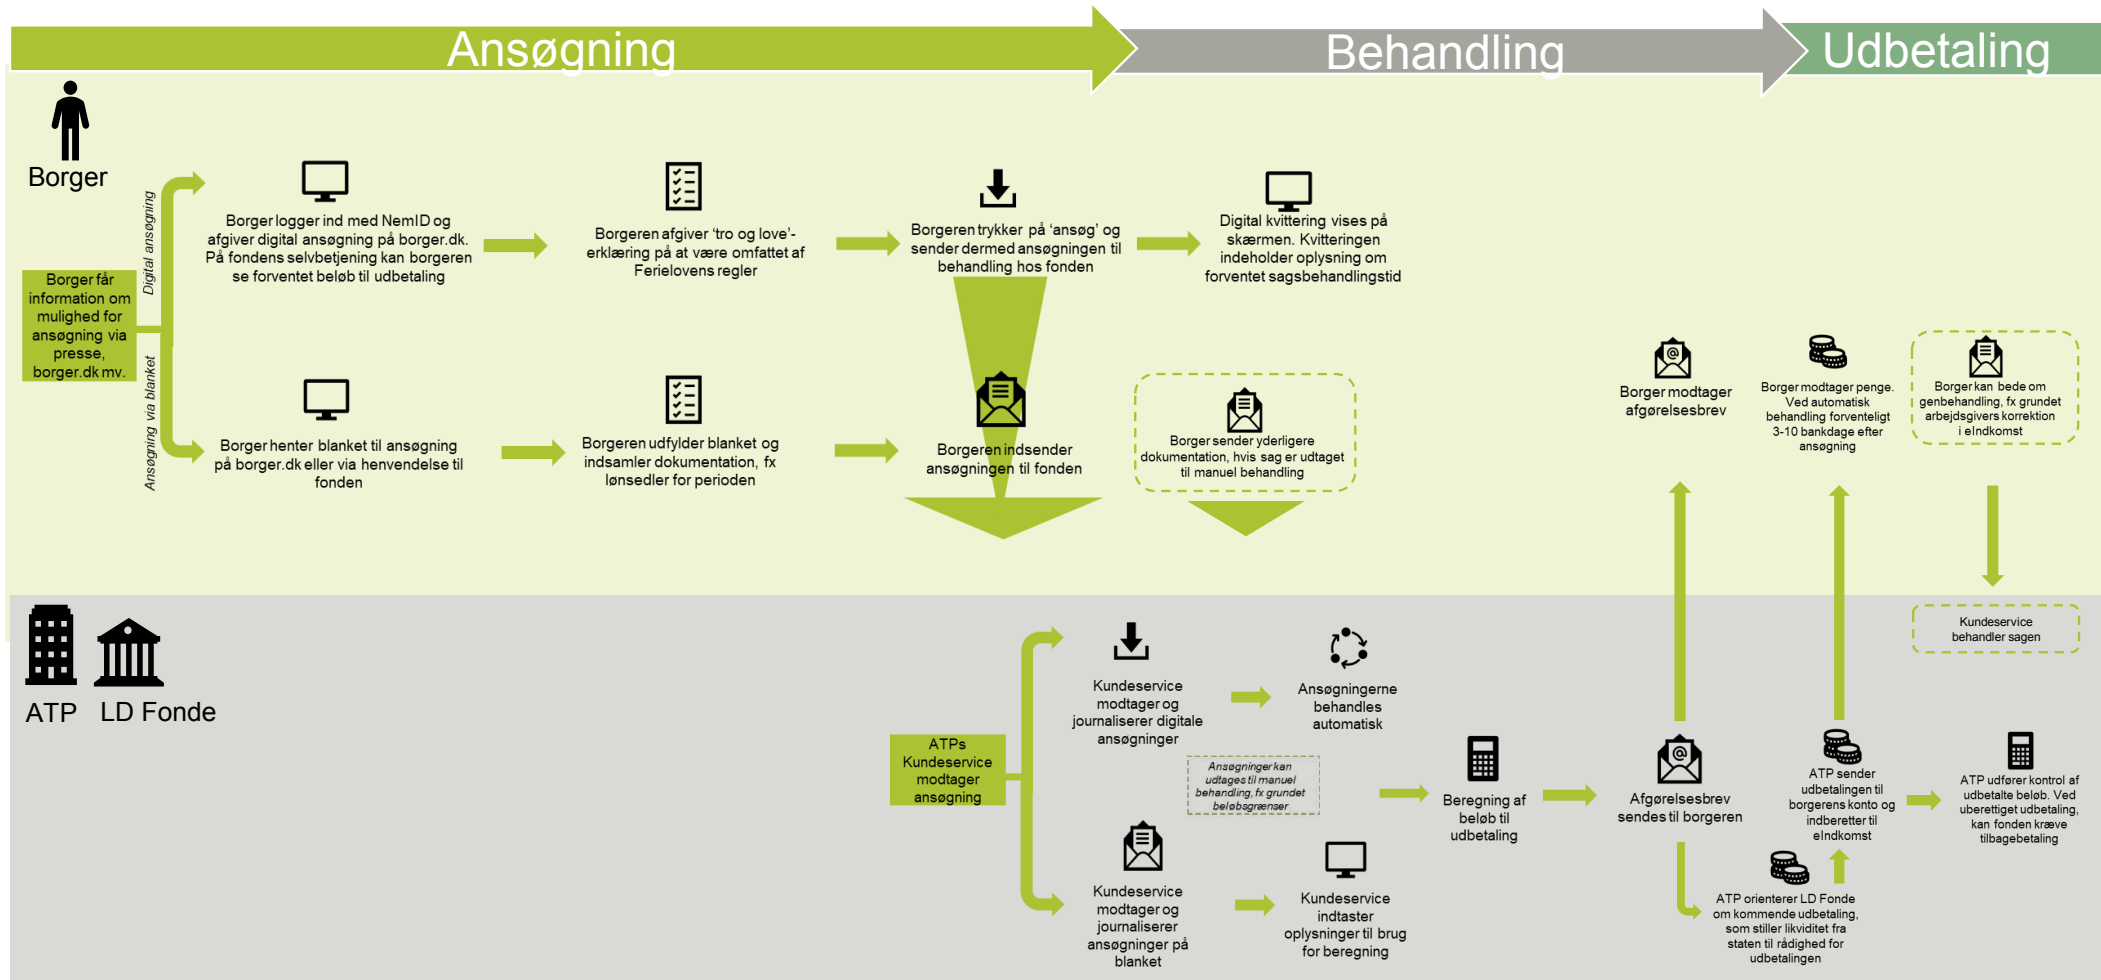 Ansøgning
Behandling
Udbetaling
Borger
Digital ansøgning
Ansøgning via blanket
Borger får
information om
mulighed for
ansøgning via
presse,
borger.dk mv.
Borger logger ind med NemID og
afgiver digital ansøgning på borger.dk.
På fondens selvbetjening kan borgeren
se forventet beløb til udbetaling
Borgeren afgiver ‘tro og love’-
erklæring på at være omfattet af
Ferielovens regler
Borgeren trykker på ‘ansøg’ og
sender dermed ansøgningen til
behandling hos fonden
Digital kvittering vises på
skærmen. Kvitteringen
indeholder oplysning om
forventet sagsbehandlingstid
Borger henter blanket til ansøgning
på borger.dk eller via henvendelse til
fonden
Borgeren udfylder blanket og
indsamler dokumentation, fx
lønsedler for perioden
Borgeren indsender
ansøgningen til fonden
Borger sender yderligere
dokumentation, hvis sag er udtaget
til manuel behandling
Borger modtager
afgørelsesbrev
Borger modtager penge.
Ved automatisk
behandling forventeligt
3-10 bankdage efter
ansøgning
Borger kan bede om
genbehandling, fx grundet
arbejdsgivers korrektion
i eIndkomst
Kundeservice
behandler sagen
ATP
LD Fonde
ATPs
Kundeservice
modtager
ansøgning
Kundeservice
modtager og
journaliserer digitale
ansøgninger
Ansøgningerne
behandles
automatisk
Ansøgninger kan
udtages til manuel
behandling, fx grundet
beløbsgrænser
Kundeservice
modtager og
journaliserer
ansøgninger på
blanket
Kundeservice
indtaster
oplysninger til brug
for beregning
Beregning af
beløb til
udbetaling
Afgørelsesbrev
sendes til borgeren
ATP orienterer LD Fonde
om kommende udbetaling,
som stiller likviditet fra
staten til rådighed for
udbetalingen
ATP sender
udbetalingen til
borgerens konto og
indberetter til
eIndkomst
ATP udfører kontrol af
udbetalte beløb. Ved
uberettiget udbetaling,
kan fonden kræve
tilbagebetaling